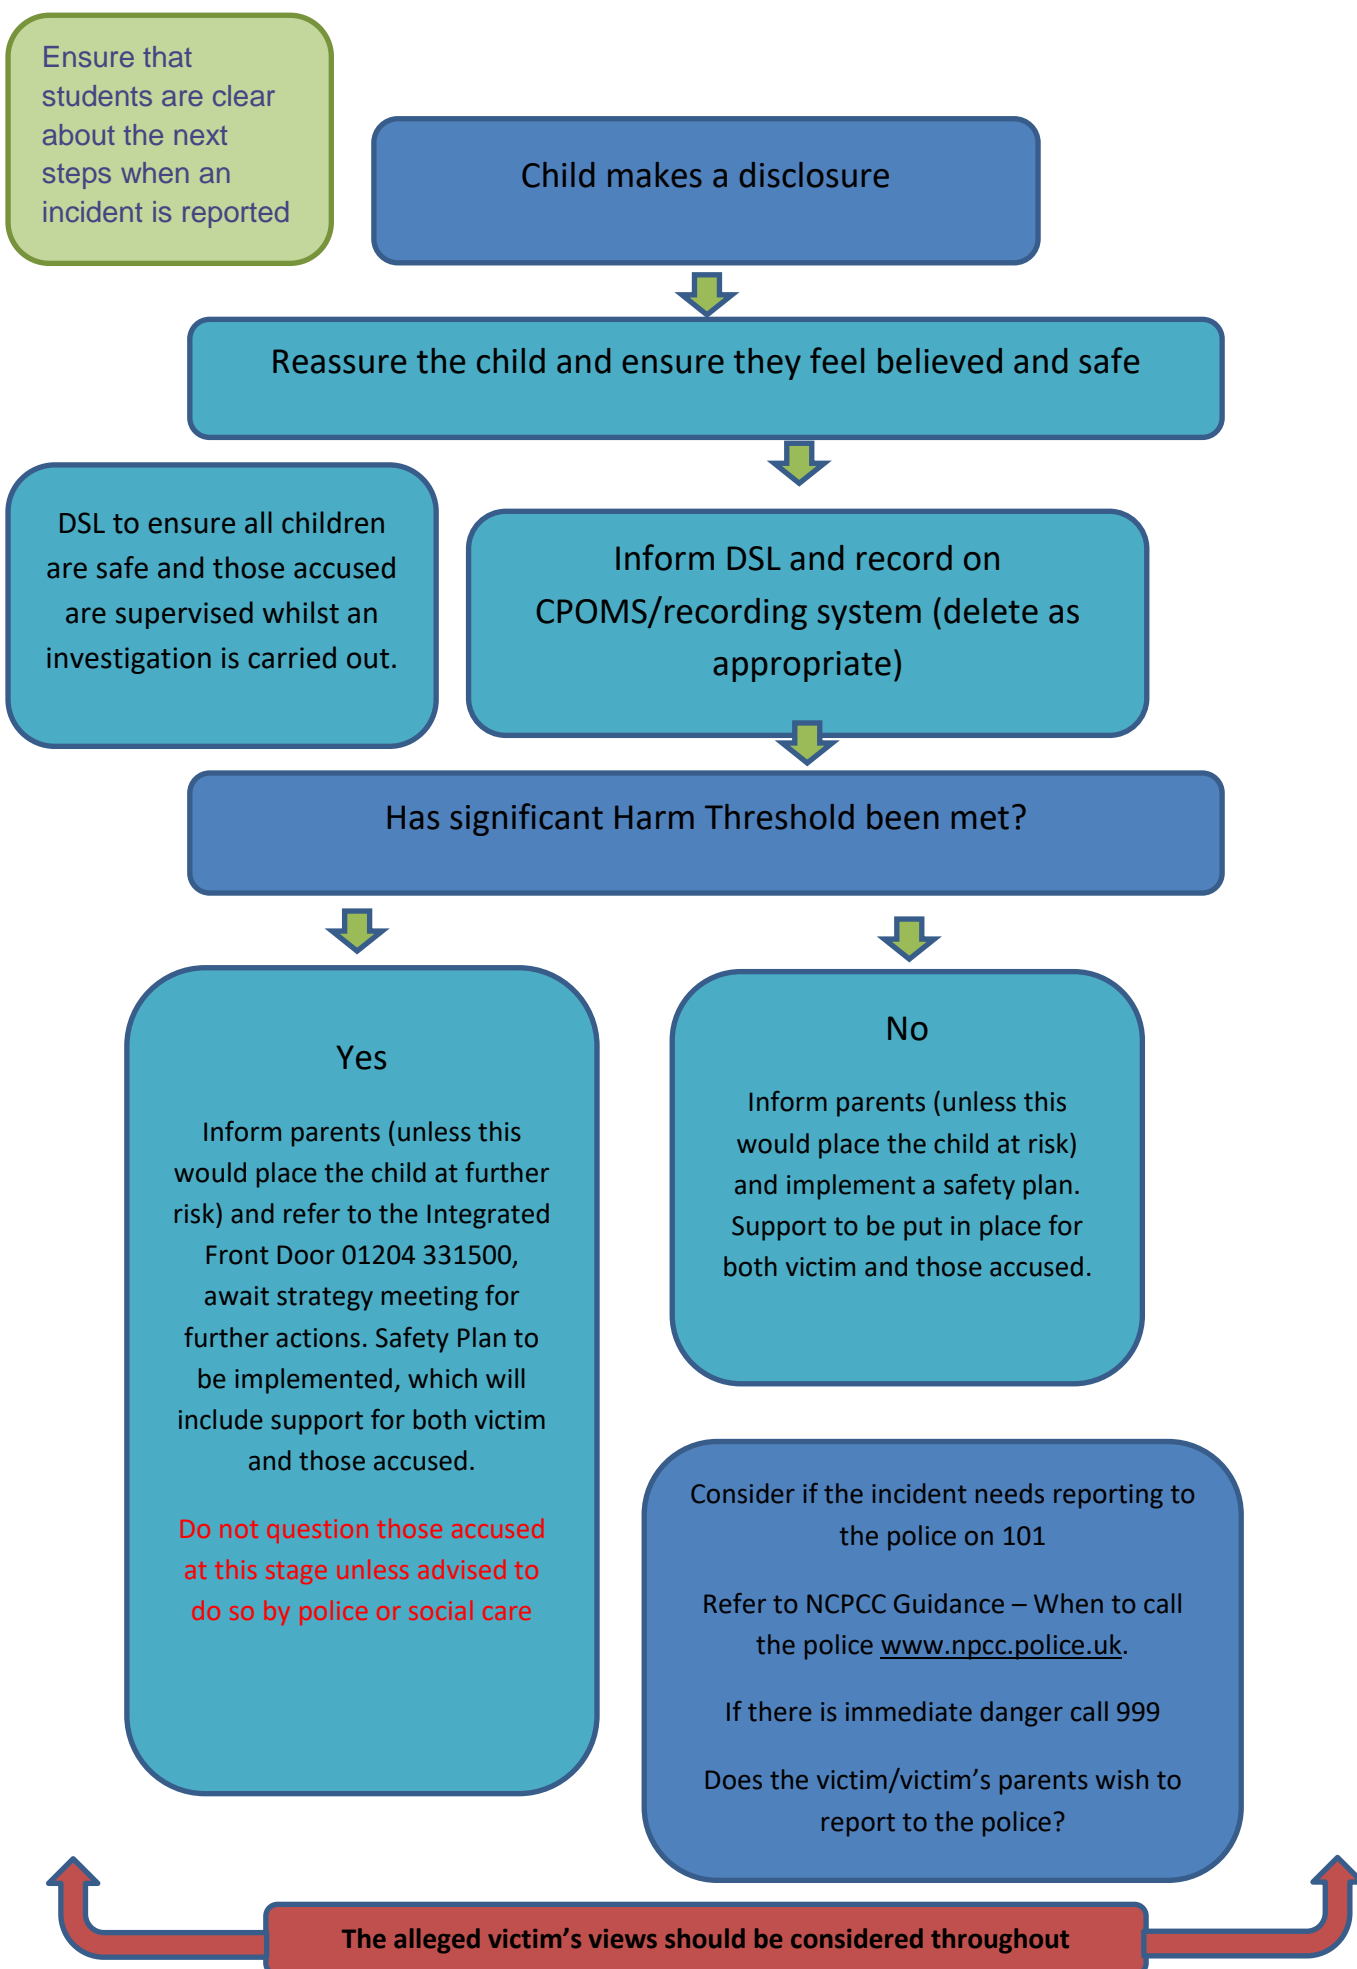 Ensure that
students are clear
about the next
steps when an
incident is reported
Child makes a disclosure
Reassure the child and ensure they feel believed and safe
DSL to ensure all children
are safe and those accused
are supervised whilst an
investigation is carried out.
Inform DSL and record on
CPOMS/recording system (delete as
appropriate)
Has significant Harm Threshold been met?
Yes
Inform parents (unless this
would place the child at further
risk) and refer to the Integrated
Front Door 01204 331500,
await strategy meeting for
further actions. Safety Plan to
be implemented, which will
include support for both victim
and those accused.
Do not question those accused
at this stage unless advised to
do so by police or social care
No
Inform parents (unless this
would place the child at risk)
and implement a safety plan.
Support to be put in place for
both victim and those accused.
Consider if the incident needs reporting to
the police on 101
Refer to NCPCC Guidance – When to call
the police www.npcc.police.uk.
If there is immediate danger call 999
Does the victim/victim’s parents wish to
report to the police?
The alleged victim’s views should be considered throughout